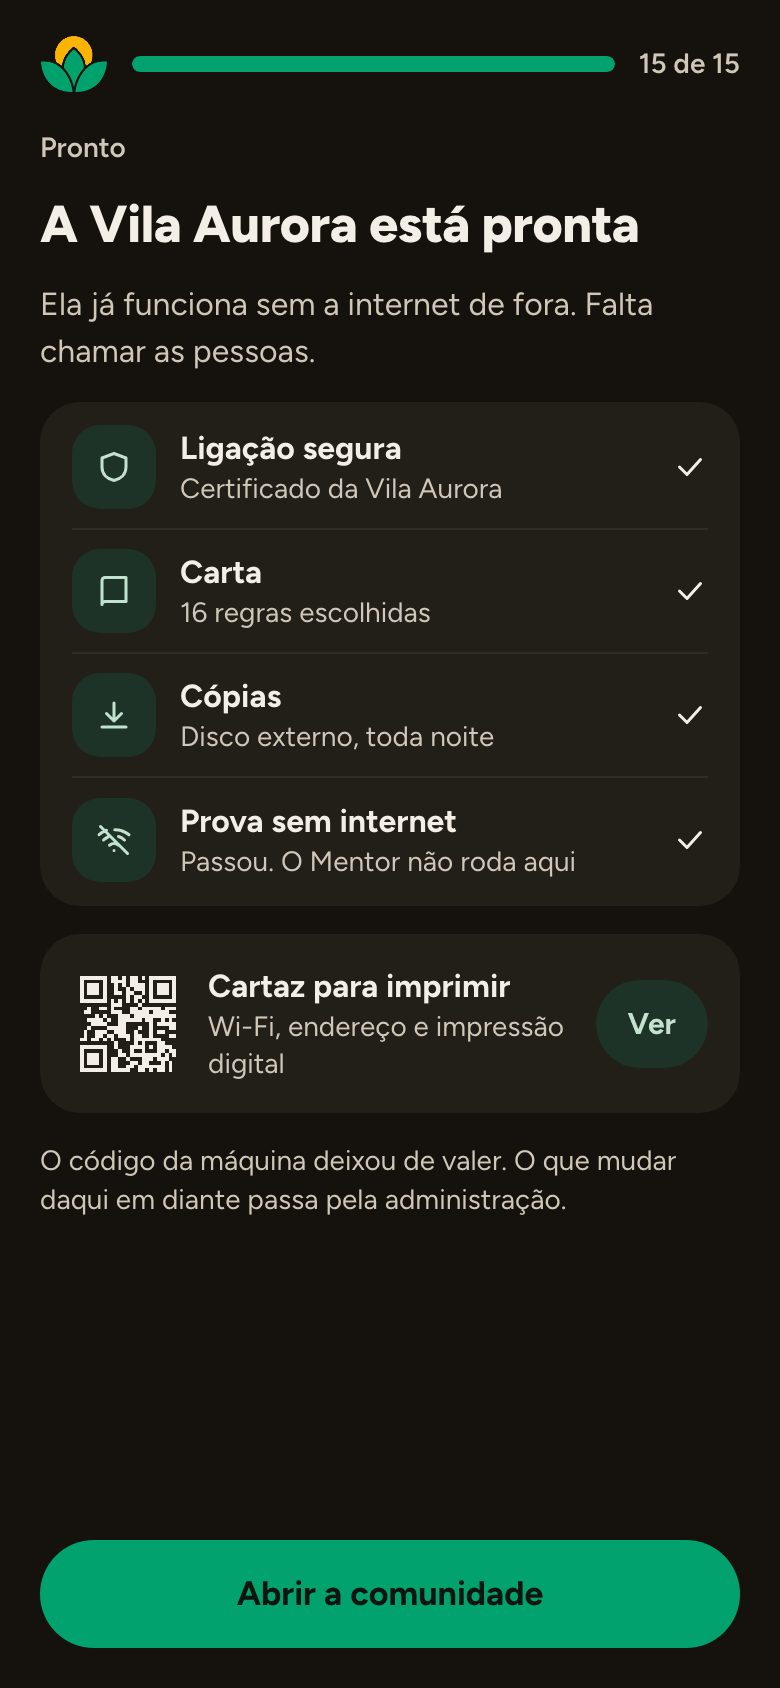 15 de 15
Pronto
A Vila Aurora está pronta
Ela já funciona sem a internet de fora. Falta
chamar as pessoas.
Ligação segura
Certificado da Vila Aurora
Carta
16 regras escolhidas
Cópias
Disco externo, toda noite
Prova sem internet
Passou. O Mentor não roda aqui
Cartaz para imprimir
Wi-Fi, endereço e impressão
digital
Ver
O código da máquina deixou de valer. O que mudar
daqui em diante passa pela administração.
Abrir a comunidade